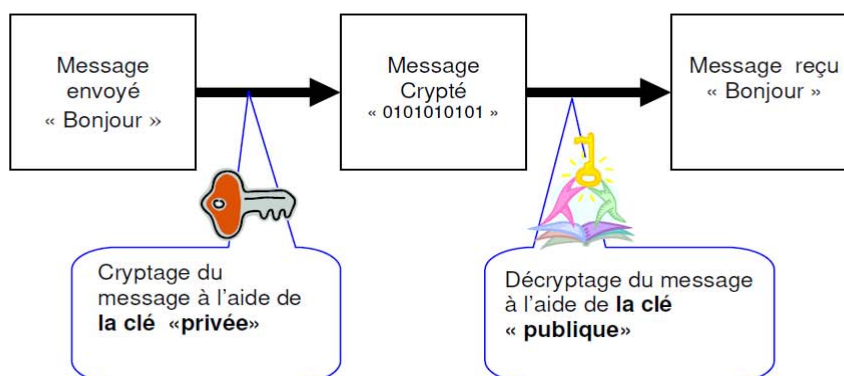 Message
envoyé
« Bonjour »
Message
Crypté
« 0101010101 »
Message reçu
« Bonjour »
Cryptage du
message à l'aide de
la clé «privée»
Décryptage du message
à l'aide de la clé
« publique»